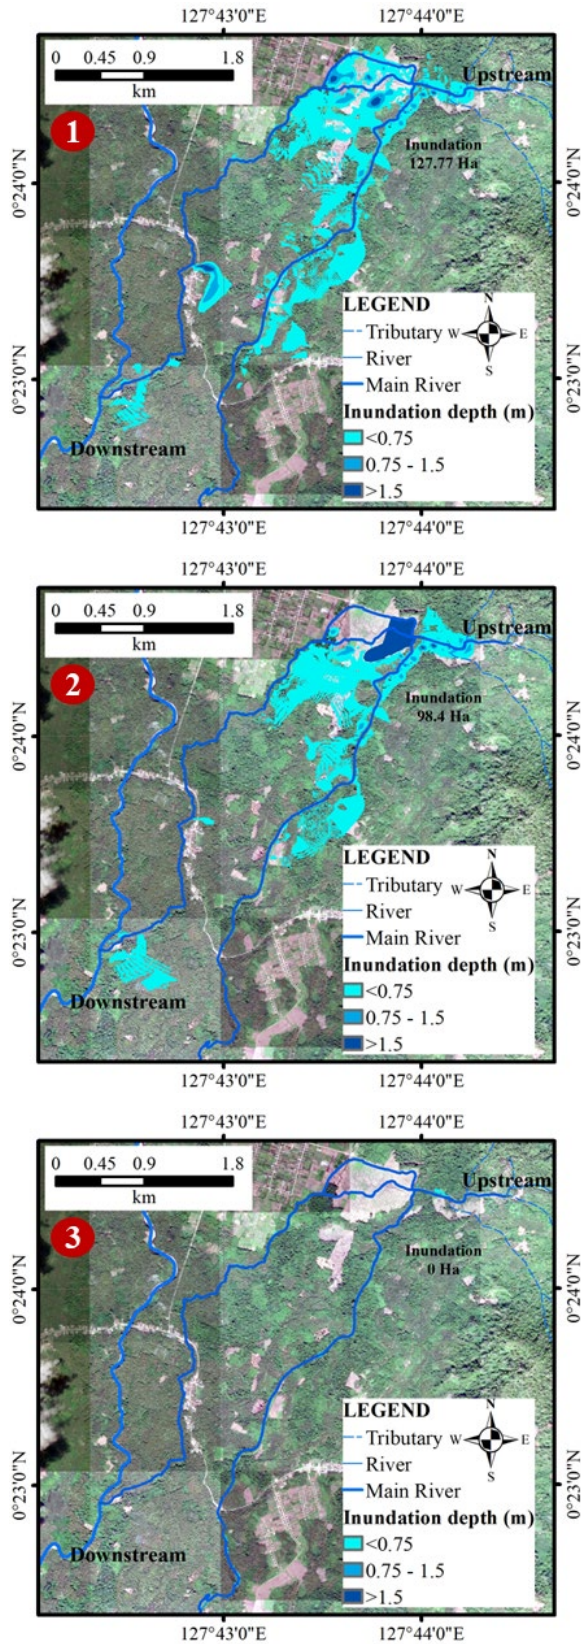 127°43'0"E 127°44'0"E
0 0.45 0.9 1.8
km
Upstream
1
Inundation
127.77 Ha
0°24'0"N 0°24'0"N
LEGEND
N
Tributary W E
River S
Main River
0°23'0"N 0°23'0"N
Inundation depth (m)
<0.75
Downstream
0.75 - 1.5
>1.5
127°43'0"E 127°44'0"E
127°43'0"E 127°44'0"E
0 0.45 0.9 1.8
km
Upstream
2
Inundation
98.4 Ha
0°24'0"N 0°24'0"N
LEGEND
N
Tributary W E
River S
Main River
0°23'0"N 0°23'0"N
Inundation depth (m)
<0.75
Downstream
0.75 - 1.5
>1.5
127°43'0"E 127°44'0"E
127°43'0"E 127°44'0"E
0 0.45 0.9 1.8
km
Upstream
3
Inundation
0 Ha
0°24'0"N 0°24'0"N
LEGEND
N
Tributary W E
River S
Main River
0°23'0"N 0°23'0"N
Inundation depth (m)
<0.75
Downstream
0.75 - 1.5
>1.5
127°43'0"E 127°44'0"E